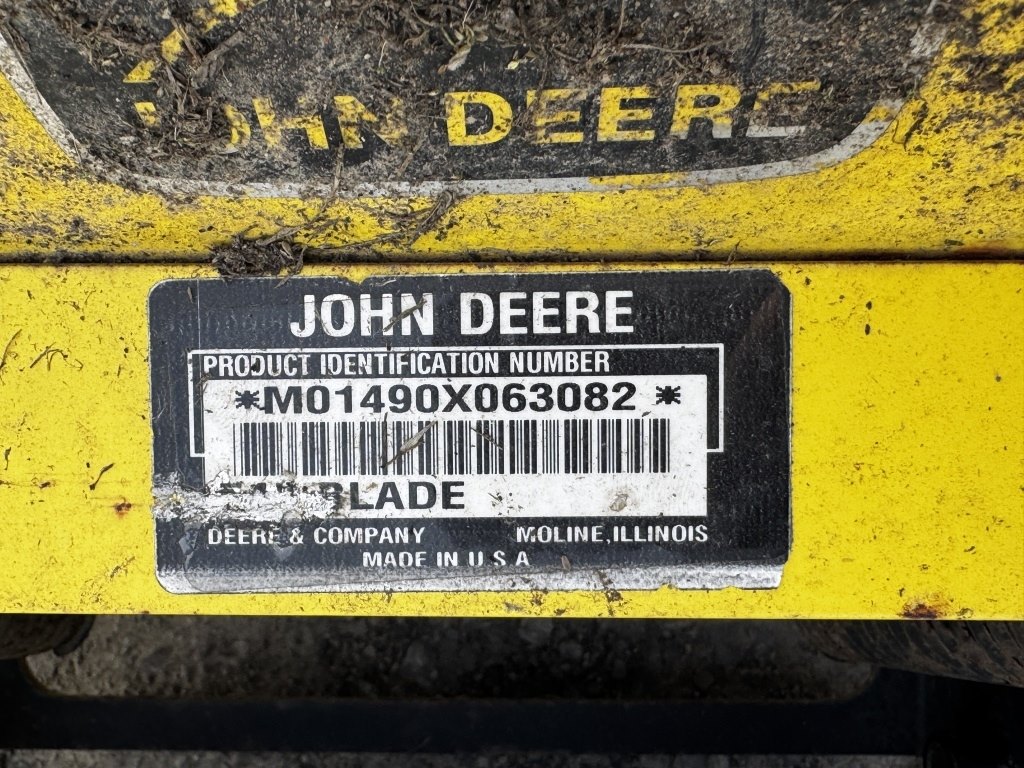 JOHN DEERE
JOHN DEERE
PRODUCT IDENTIFICATION NUMBER
*M01490X063082 *
BLADE
DEERE & COMPANY MOLINE, ILLINOIS
MADE IN U S A